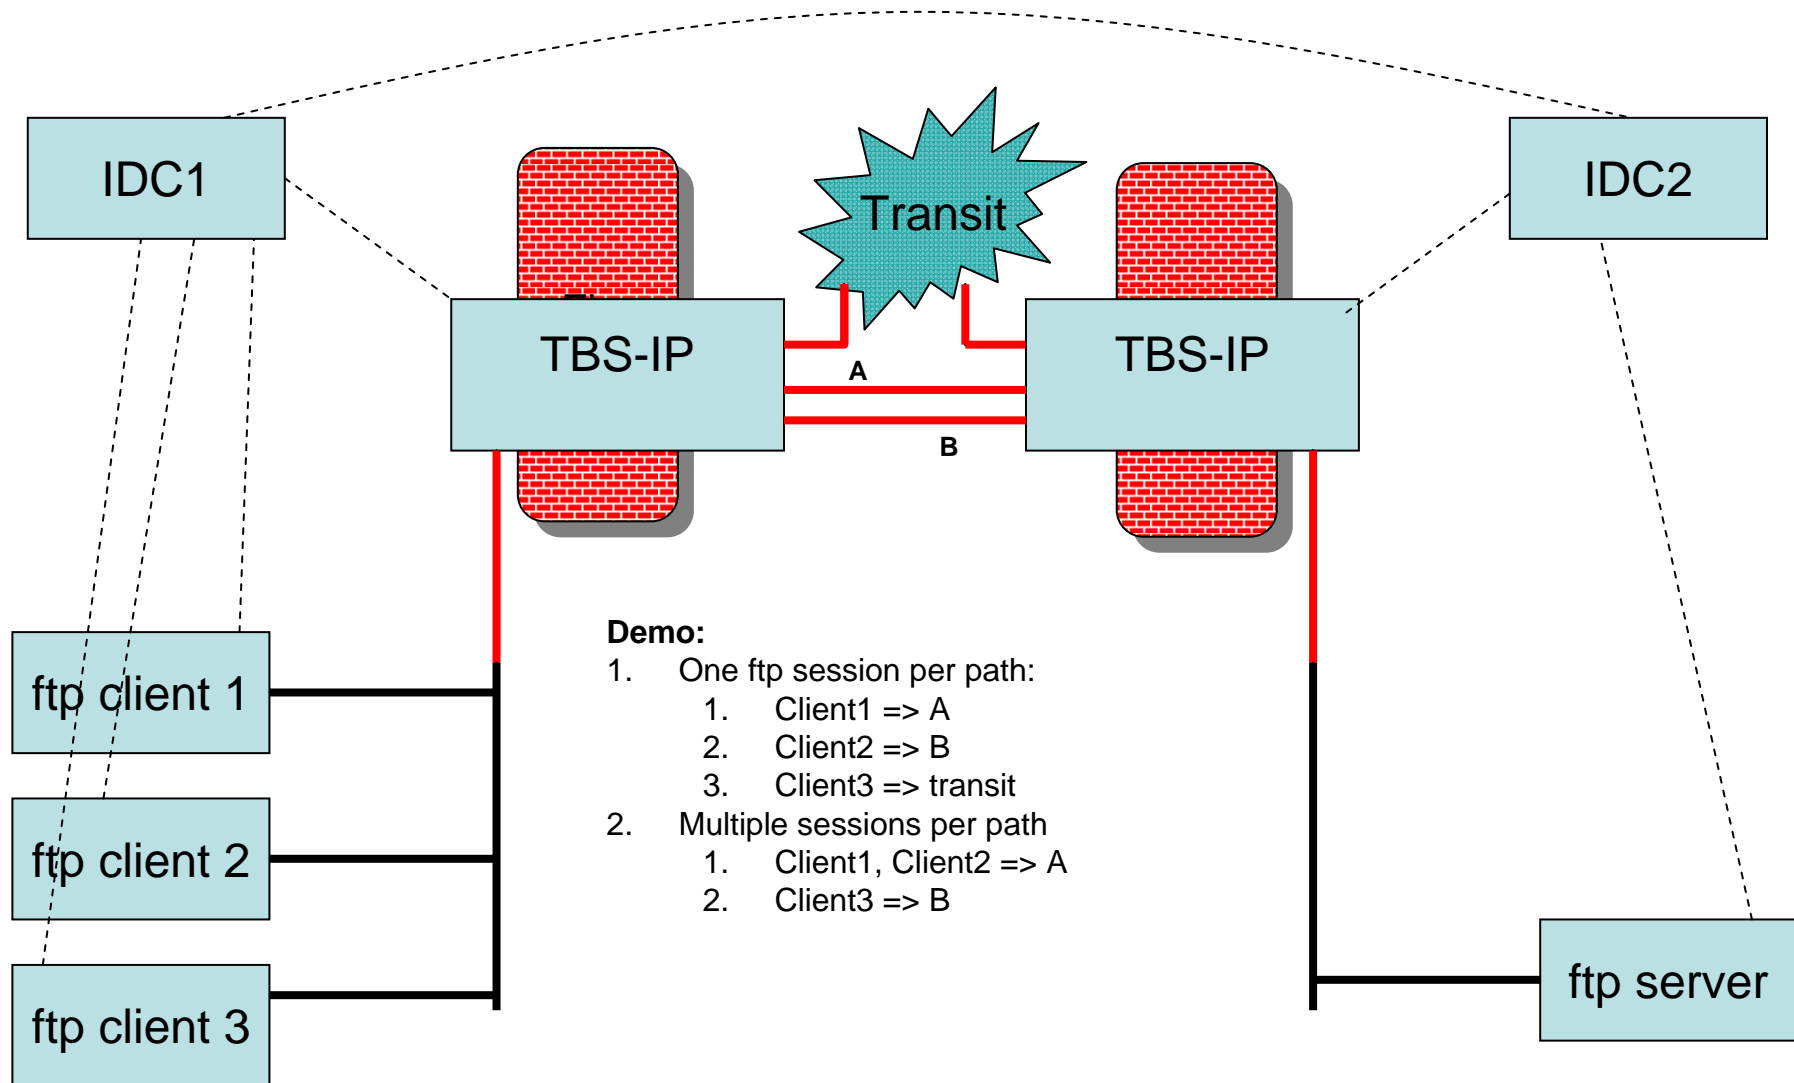 IDC1
IDC2
Transit
TBS-IP
TBS-IP
A
B
Demo:
1. One ftp session per path:
1. Client1 => A
2. Client2 => B
3. Client3 => transit
2. Multiple sessions per path
1. Client1, Client2 => A
2. Client3 => B
ftp client 1
ftp client 2
ftp client 3
ftp server